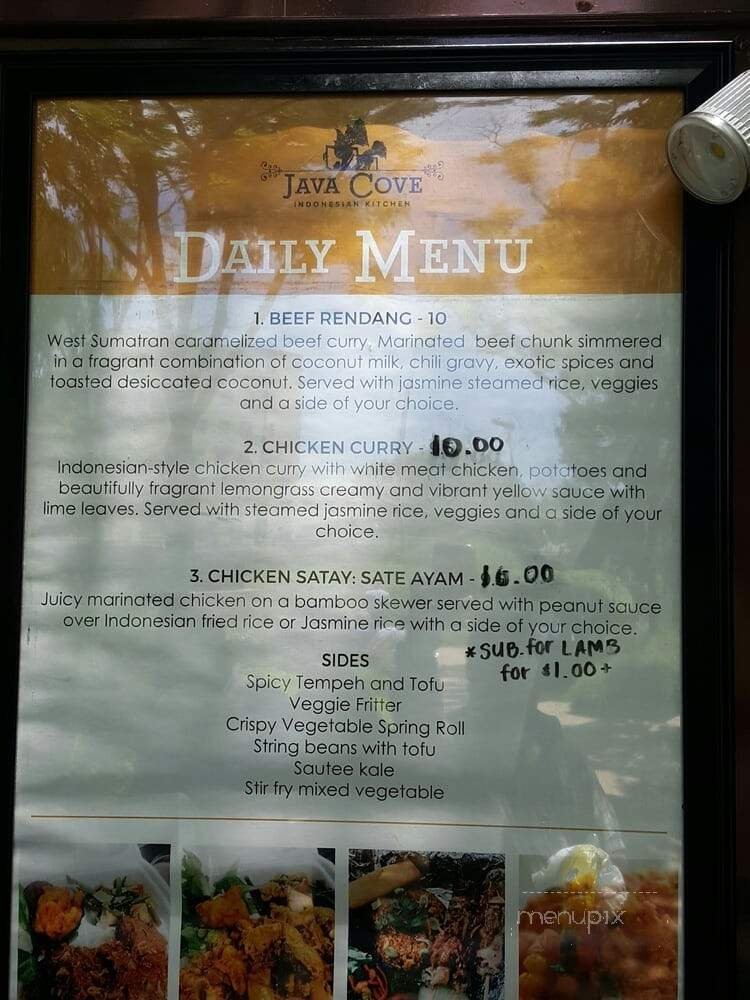 JAVA COVE
INDONESIAN KITCHEN
DAILY MENU
1. BEEF RENDANG - 10
West Sumatran caramelized beef curry. Marinated beef chunk simmered
in a fragrant combination of coconut milk, chili gravy, exotic spices and
toasted desiccated coconut. Served with jasmine steamed rice, veggies
and a side of your choice.
2. CHICKEN CURRY - 10.00
Indonesian-style chicken curry with white meat chicken, potatoes and
beautifully fragrant lemongrass creamy and vibrant yellow sauce with
lime leaves. Served with steamed jasmine rice, veggies and a side of your
choice.
3. CHICKEN SATAY: SATE AYAM -
Juicy marinated chicken on a bamboo skewer served with peanut sauce
over Indonesian fried rice or Jasmine rice with a side of your choice.
*SUB. for LAMB
for $1.00+
SIDES
Spicy Tempeh and Tofu
Veggie Fritter
Crispy Vegetable Spring Roll
String beans with tofu
Sautee kale
Stir fry mixed vegetable
menupix